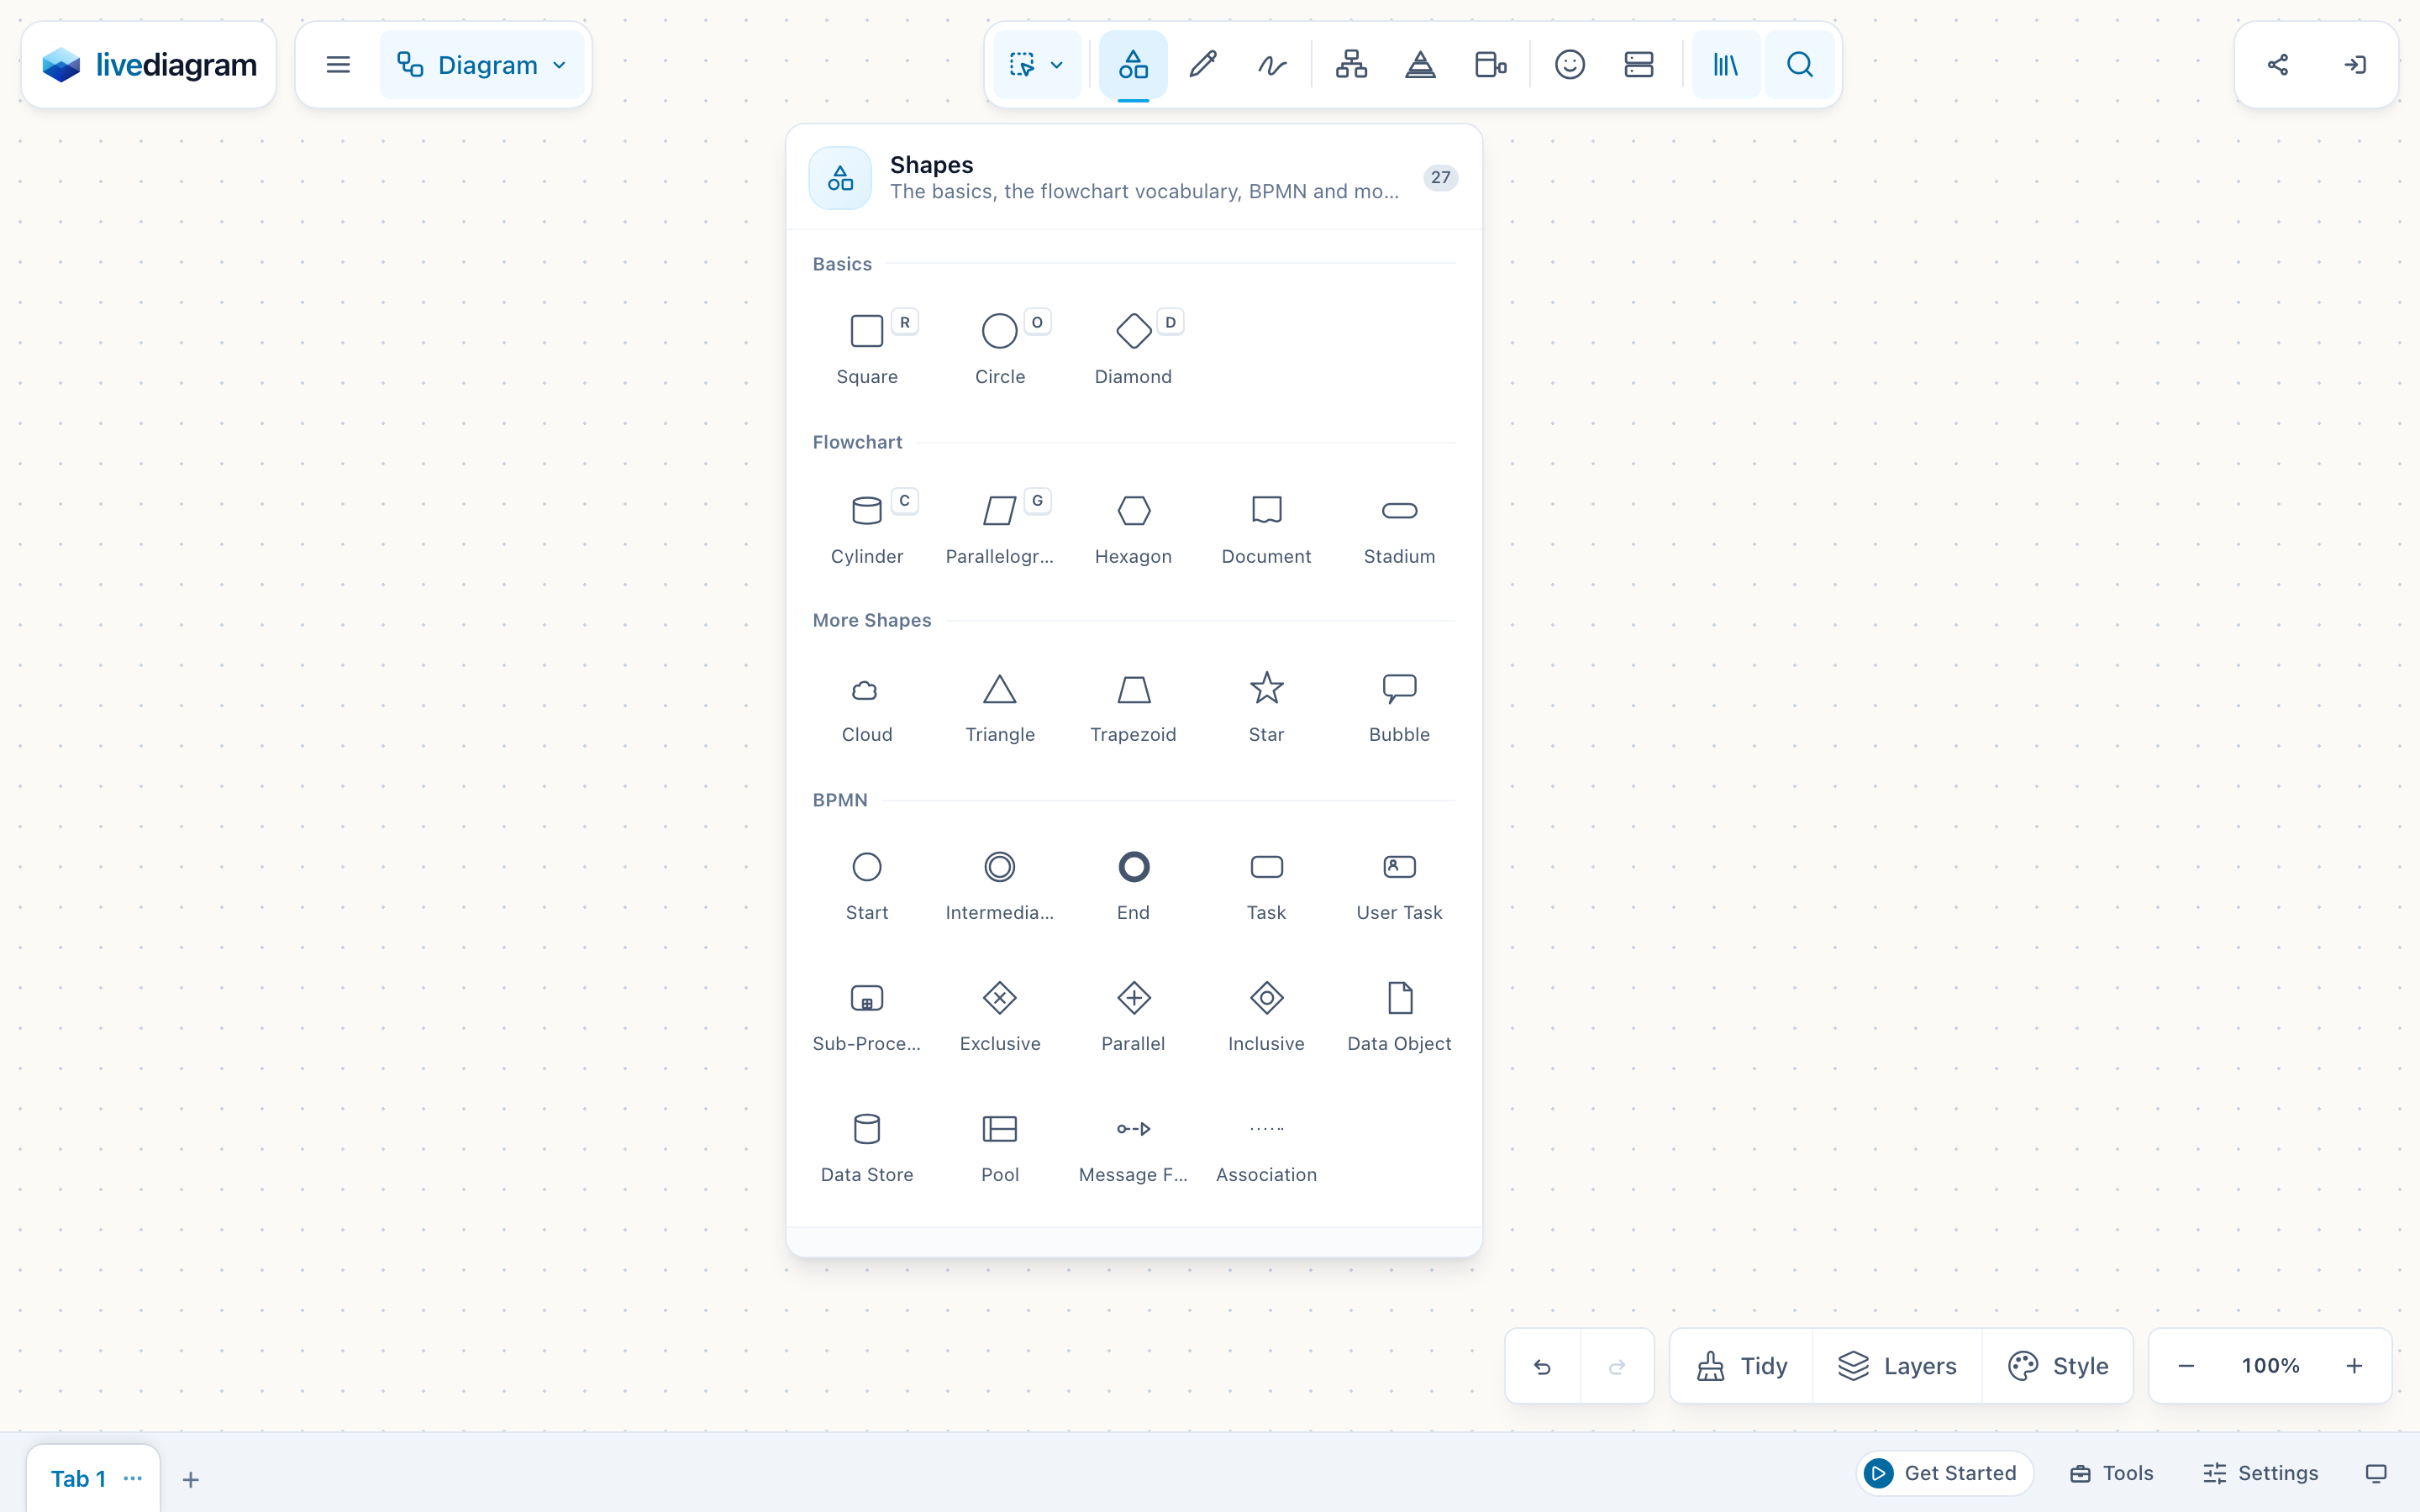 livediagram
Diagram
Shapes
The basics, the flowchart vocabulary, BPMN and mo...
27
Basics
R
O
D
Square
Circle
Diamond
Flowchart
C
G
Cylinder
Parallelogr...
Hexagon
Document
Stadium
More Shapes
Cloud
Triangle
Trapezoid
Star
Bubble
BPMN
Start
Intermedia...
End
Task
User Task
Sub-Proce...
Exclusive
Parallel
Inclusive
Data Object
Data Store
Pool
Message F...
Association
Tidy
Layers
Style
100%
Tab 1
Get Started
Tools
Settings